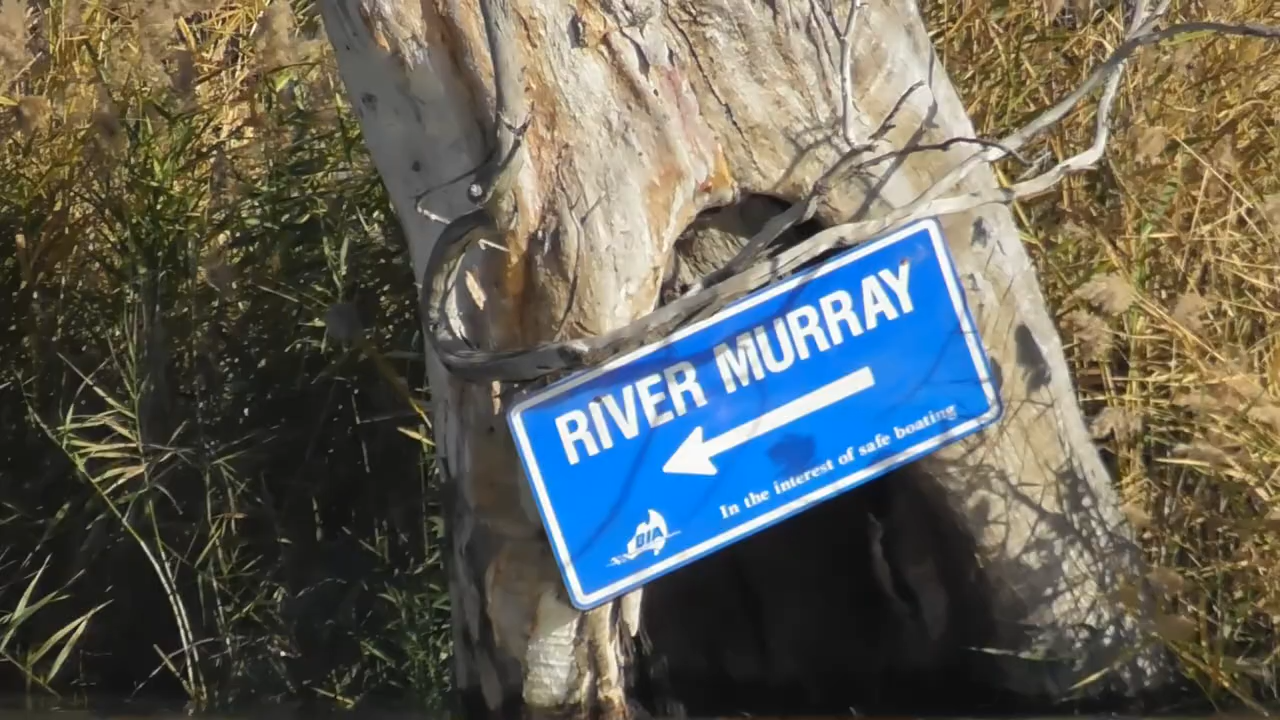 RIVER MURRAY
In the interest of safe boating
BIA